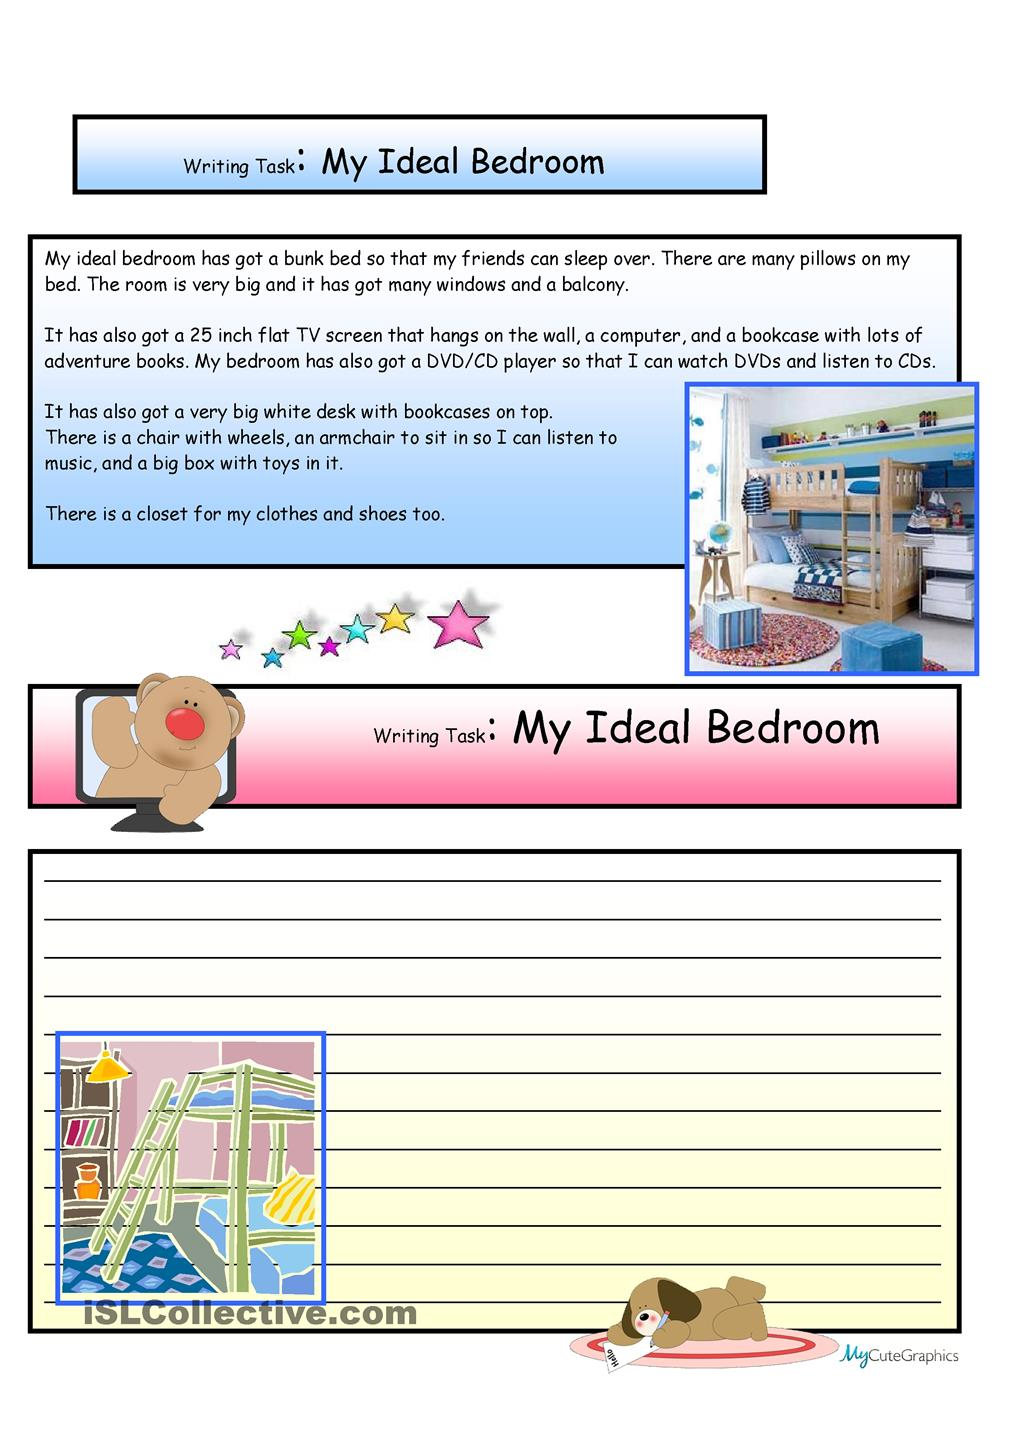 Writing Task: My Ideal Bedroom
My ideal bedroom has got a bunk bed so that my friends can sleep over. There are many pillows on my
bed. The room is very big and it has got many windows and a balcony.
It has also got a 25 inch flat TV screen that hangs on the wall, a computer, and a bookcase with lots of
adventure books. My bedroom has also got a DVD/CD player so that I can watch DVDs and listen to CDs.
It has also got a very big white desk with bookcases on top.
There is a chair with wheels, an armchair to sit in so I can listen to
music, and a big box with toys in it.
There is a closet for my clothes and shoes too.
Writing Task: My Ideal Bedroom
iSLCollective.com
Hello
MyCuteGraphics